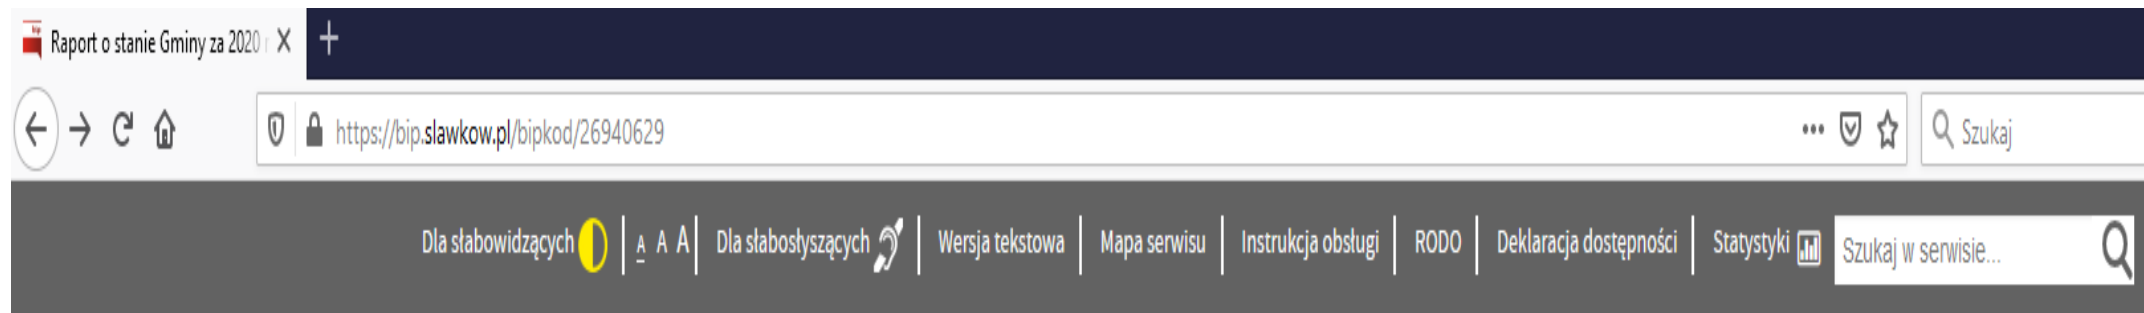 Raport o stanie Gminy za 2020 r
https://bip.slawkow.pl/bipkod/26940629
Szukaj
Dla słabowidzących A A A Dla słabosłyszących Wersja tekstowa Mapa serwisu Instrukcja obsługi RODO Deklaracja dostępności Statystyki Szukaj w serwisie...